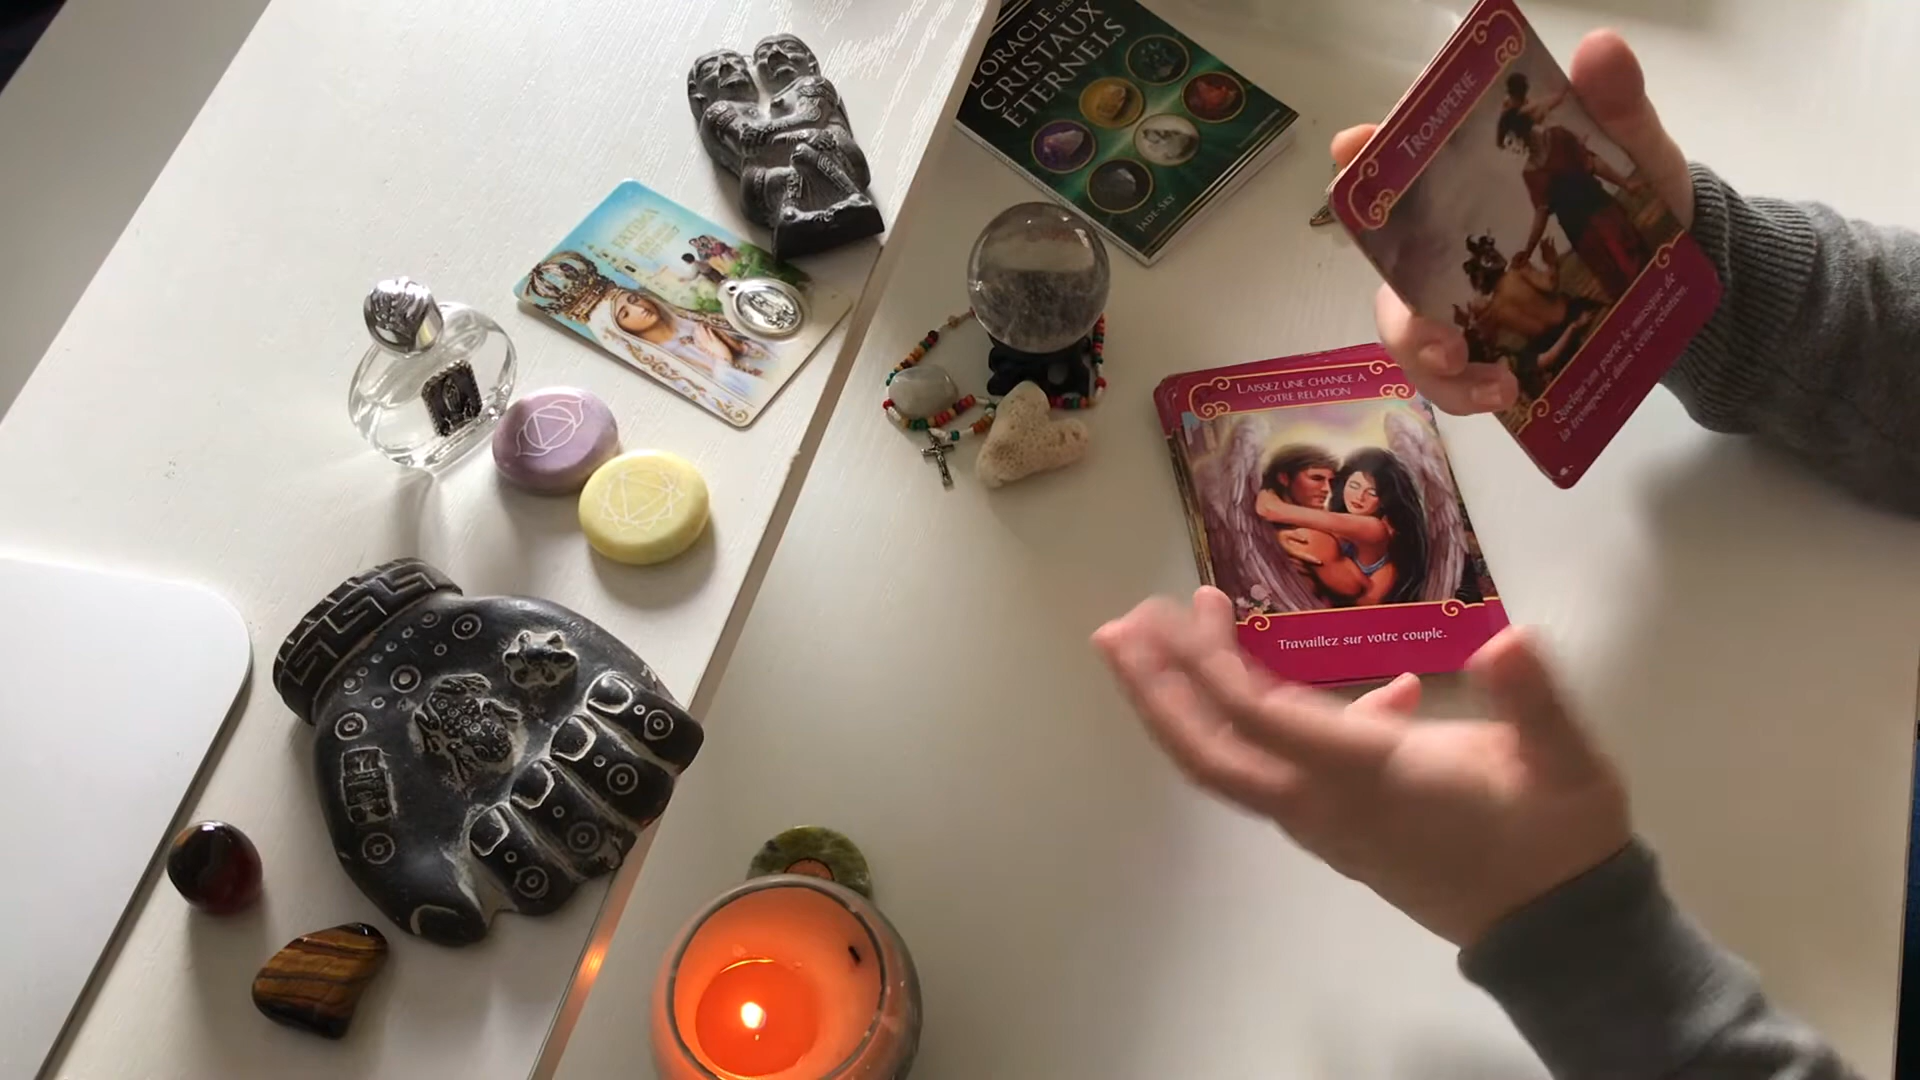 L'ORACLE DES
CRISTAUX
ÉTERNELS
JADE-SKY
TROMPERIE
Quelqu'un porte le masque de
la tromperie dans cette relation.
FATIMA
LAISSEZ UNE CHANCE À
VOTRE RELATION
Travaillez sur votre couple.